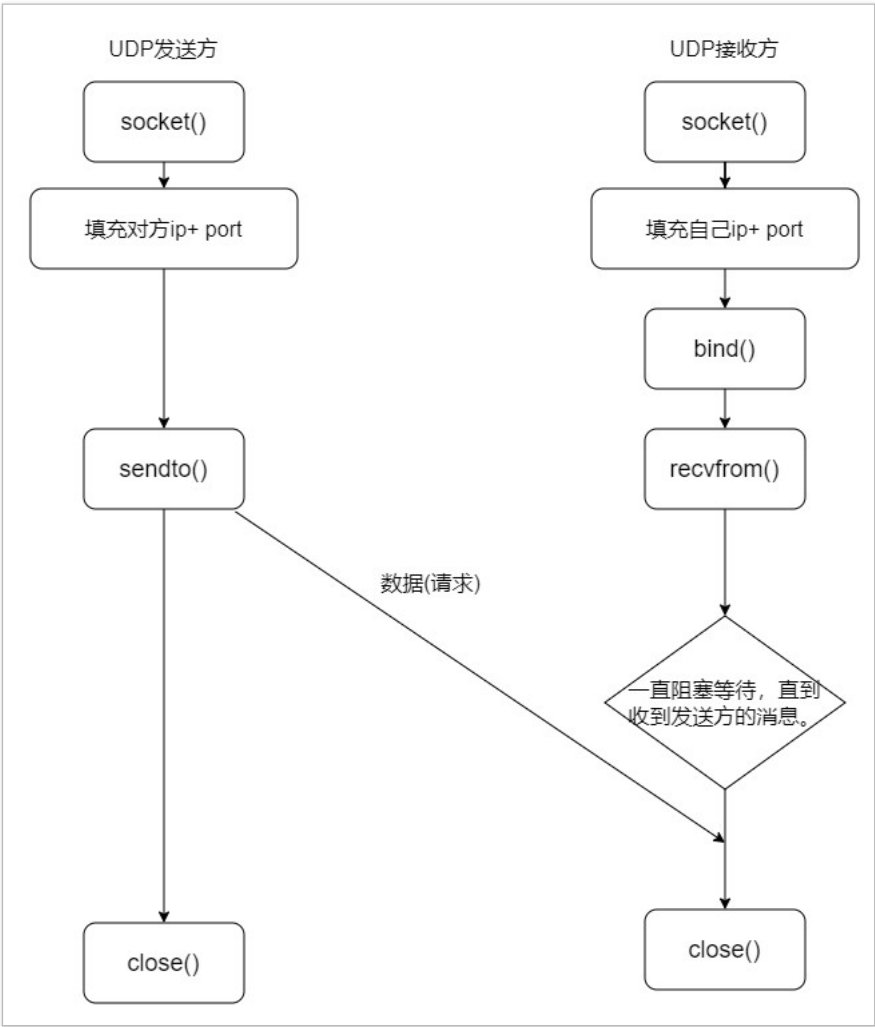 UDP发送方
socket()
填充对方ip+ port
sendto()
close()
数据(请求)
UDP接收方
socket()
填充自己ip+ port
bind()
recvfrom()
一直阻塞等待，直到
收到发送方的消息。
close()